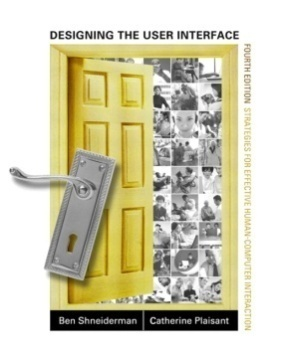 DESIGNING THE USER INTERFACE
FOURTH EDITION STRATEGIES FOR EFFECTIVE HUMAN-COMPUTER INTERACTION
Ben Shneiderman
Catherine Plaisant